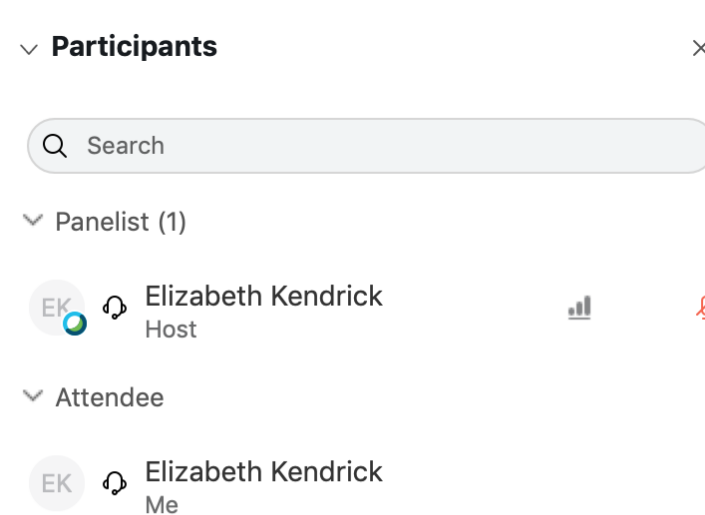 Participants
Search
Panelist (1)
EK
Elizabeth Kendrick
Host
Attendee
EK
Elizabeth Kendrick
Me